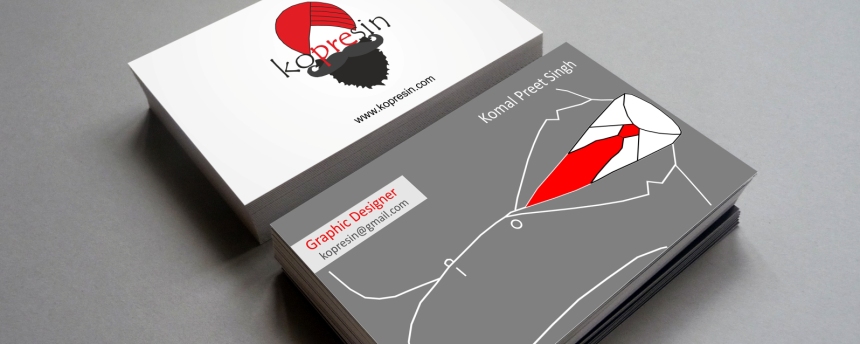 kopresin
www.kopresin.com
Komal Preet Singh
Graphic Designer
kopresin@gmail.com